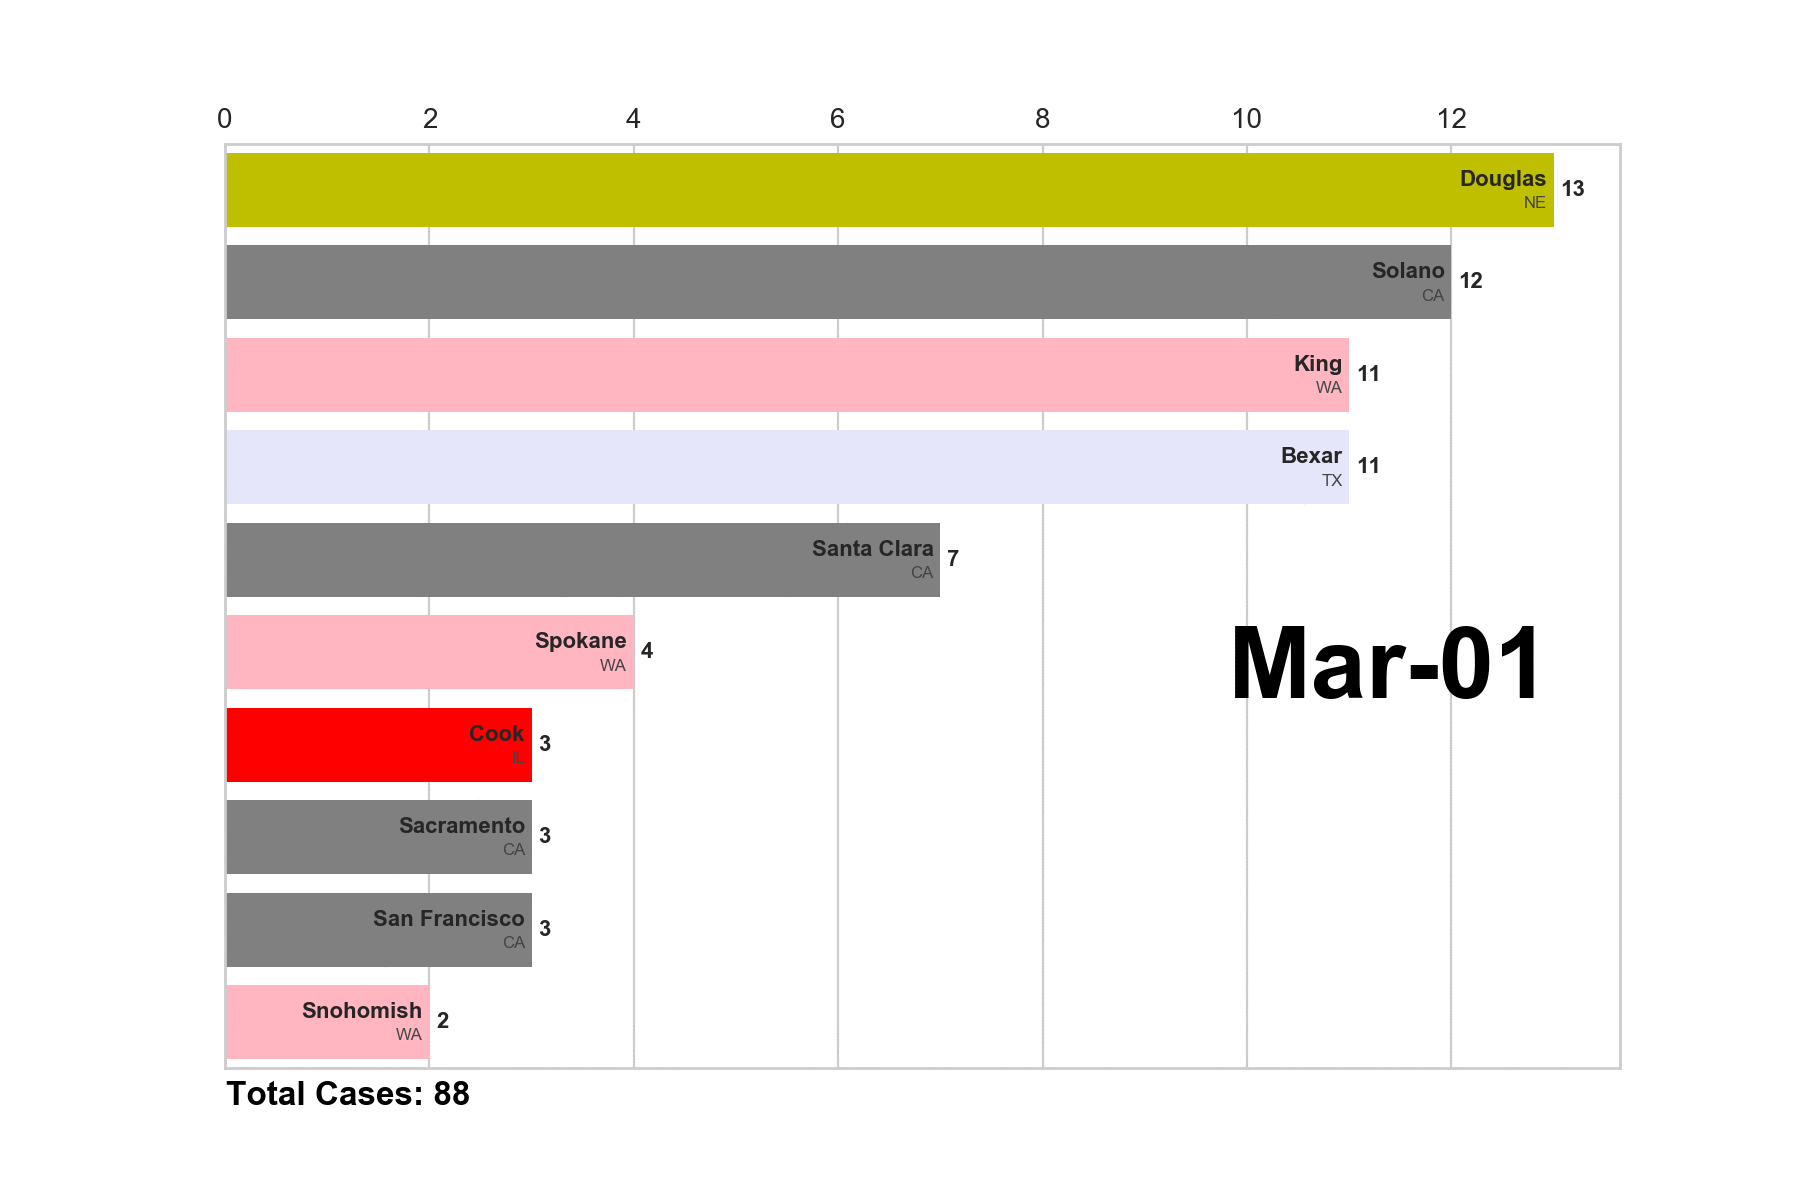 0 2 4 6 8 10 12
Douglas 13
NE
Solano 12
CA
King 11
WA
Bexar 11
TX
Santa Clara 7
CA
Spokane 4
WA
Mar-01
Cook 3
IL
Sacramento 3
CA
San Francisco 3
CA
Snohomish 2
WA
Total Cases: 88